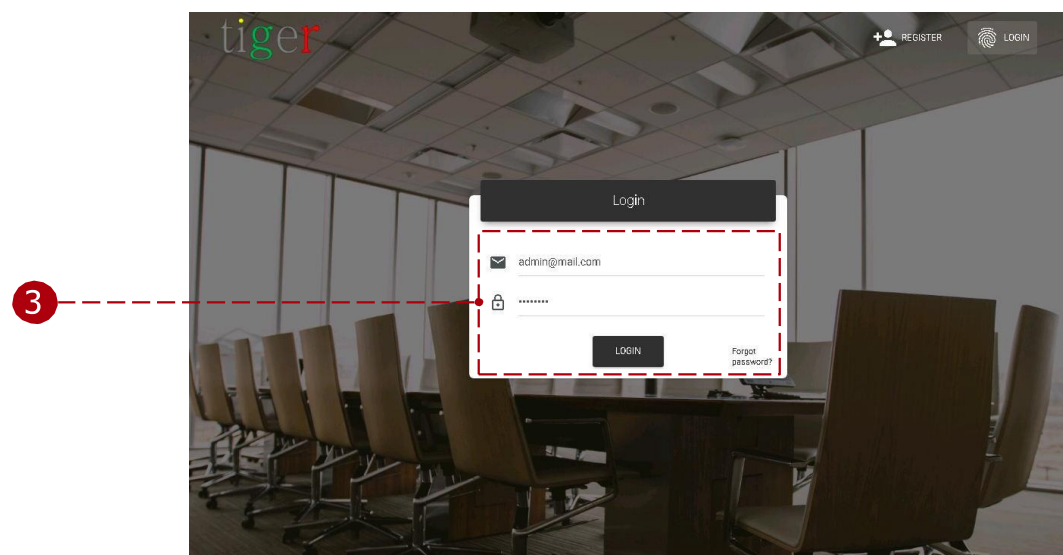 tiger
REGISTER
LOGIN
Login
admin@mail.com
3
••••••••
LOGIN
Forgot
password?